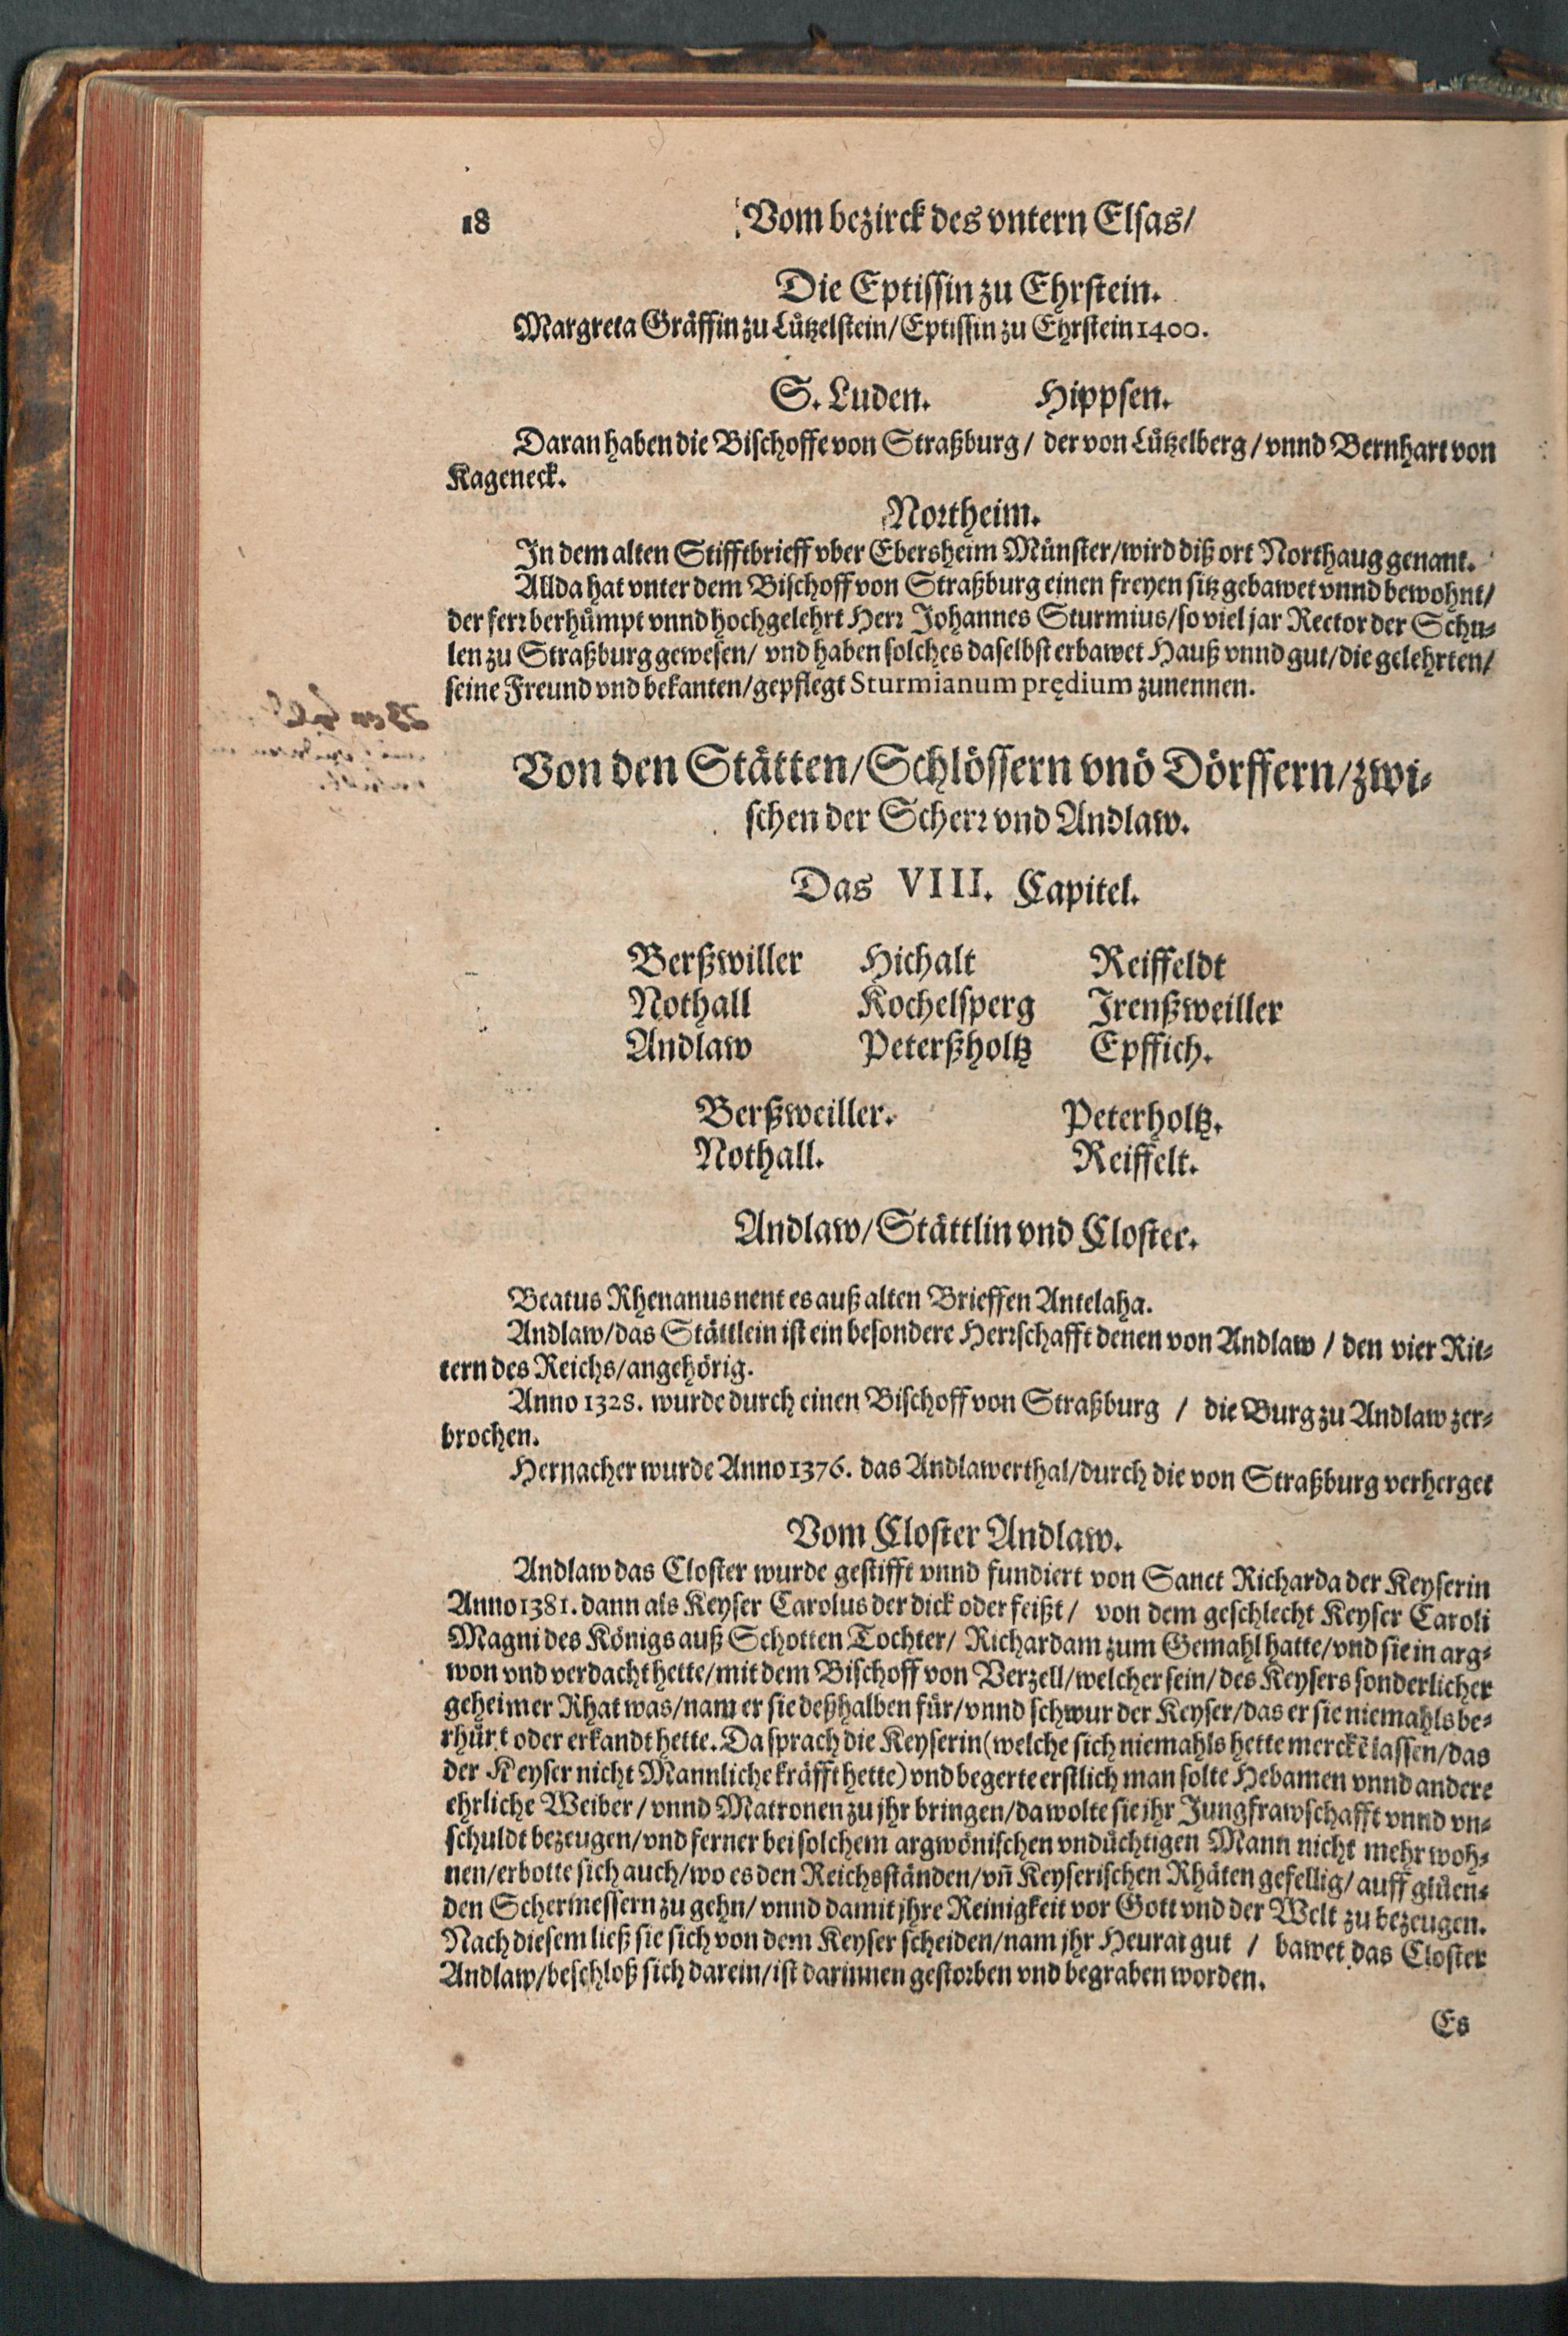 18 Vom bezirck des vntern Elsas/
Die Eptissin zu Ehrstein.
Margreta Gräffin zu Lützelstein/Eptissin zu Ehrstein 1400.
S. Luden. Hippsen.
Daran haben die Bischoffe von Straßburg/ der von Lützelberg/ vnnd Bernhart von
Kageneck.
Northeim.
In dem alten Stifftbrieff vber Ebersheim Münster/wird diß ort Northaug genant.
Allda hat vnter dem Bischoff von Straßburg einen freyen sitz gebawet vnnd bewohnt/
der ferr berhümpt vnnd hochgelehrt Herr Johannes Sturmius/so viel jar Rector der Schu-
len zu Straßburg gewesen/ vnd haben solches daselbst erbawet Hauß vnnd gut/die gelehrten/
seine Freund vnd bekanten/gepflegt Sturmianum prędium zunennen.
Von den Stätten/Schlössern vnd Dörffern/zwi-
schen der Scherr vnd Andlaw.
Das VIII. Capitel.
Berßwiller Hichalt Reiffeldt
Nothall Kochelsperg Irenßweiller
Andlaw Peterßholtz Epffich.
Berßweiller. Peterholtz.
Nothall. Reiffelt.
Andlaw/Stättlin vnd Closter.
Beatus Rhenanus nent es auß alten Brieffen Antelaha.
Andlaw/das Stättlein ist ein besondere Herrschafft denen von Andlaw / den vier Rit-
tern des Reichs/angehörig.
Anno 1328. wurde durch einen Bischoff von Straßburg / die Burg zu Andlaw zer-
brochen.
Hernacher wurde Anno 1376. das Andlawerthal/durch die von Straßburg verherget
Vom Closter Andlaw.
Andlaw das Closter wurde gestifft vnnd fundiert von Sanct Richarda der Keyserin
Anno 1381. dann als Keyser Carolus der dick oder feißt/ von dem geschlecht Keyser Caroli
Magni des Königs auß Schotten Tochter/ Richardam zum Gemahl hatte/vnd sie in arg-
won vnd verdacht hette/mit dem Bischoff von Verzell/welcher sein/des Keysers sonderlicher
geheimer Rhat was/nam er sie deßhalben für/vnnd schwur der Keyser/das er sie niemahls be-
rhürt oder erkandt hette. Da sprach die Keyserin (welche sich niemahls hette merckẽ lassen/das
der Keyser nicht Mannliche kräfft hette) vnd begerte erstlich man solte Hebamen vnnd andere
ehrliche Weiber/ vnnd Matronen zu jhr bringen/da wolte sie jhr Jungfrawschafft vnnd vn-
schuldt bezeugen/vnd ferner bei solchem argwönischen vndüchtigen Mann nicht mehr woh-
nen/erbotte sich auch/wo es den Reichsständen/vñ Keyserischen Rhäten gefellig/auff glüen-
den Schermessern zu gehn/ vnnd damit jhre Reinigkeit vor Gott vnd der Welt zu bezeugen.
Nach diesem ließ sie sich von dem Keyser scheiden/nam jhr Heurat gut / bawet das Closter
Andlaw/beschloß sich darein/ist darinnen gestorben vnd begraben worden.
Es